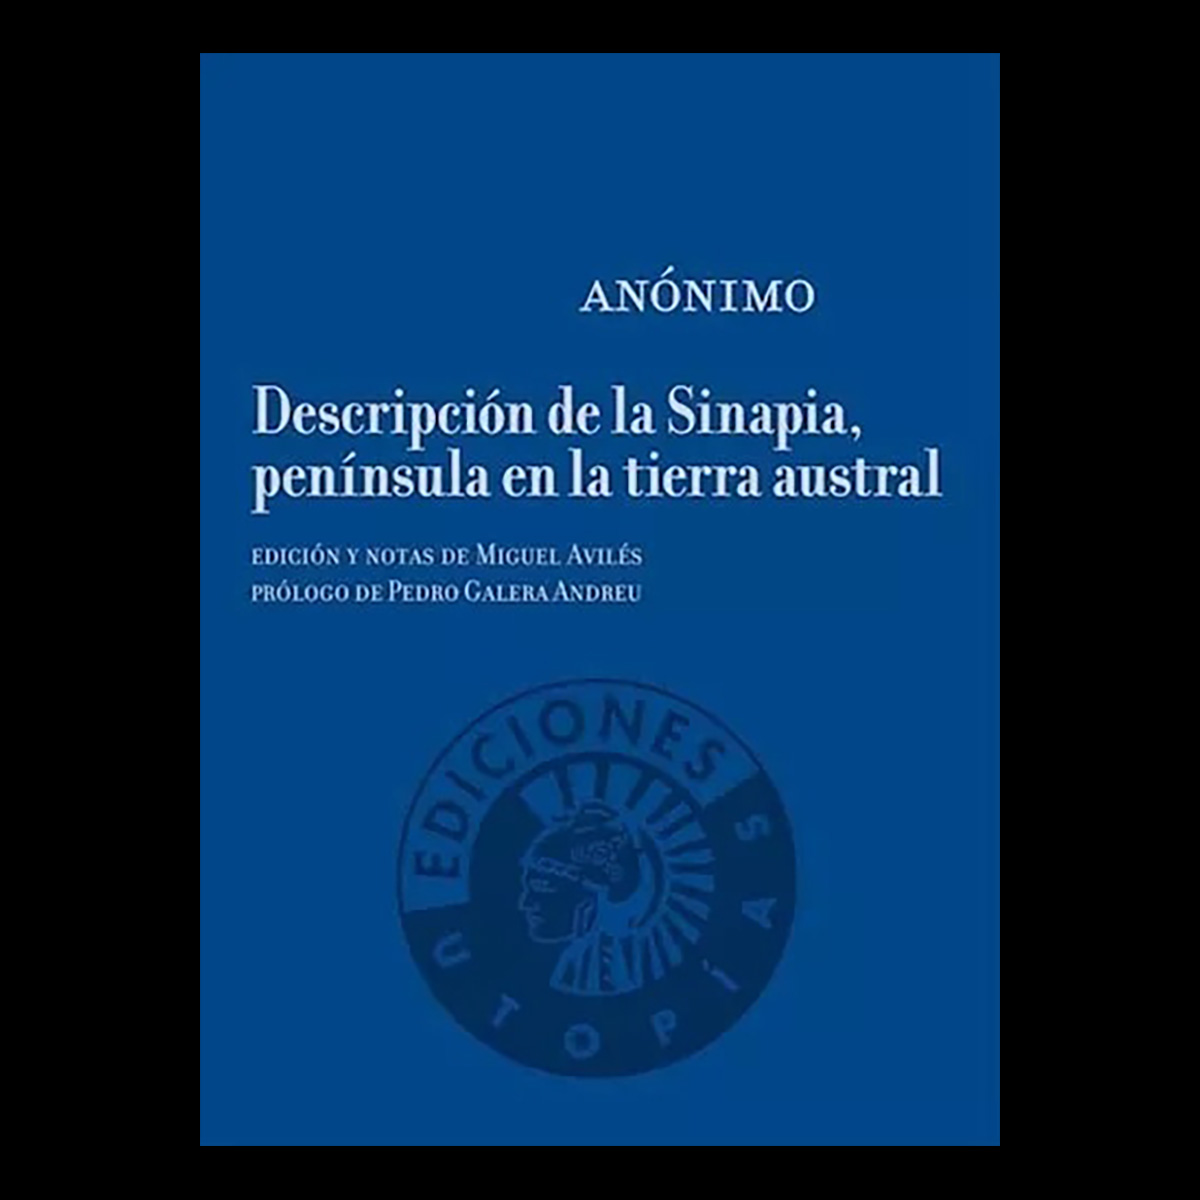 ANÓNIMO
Descripción de la Sinapia,
península en la tierra austral
EDICIÓN Y NOTAS DE MIGUEL AVILÉS
PRÓLOGO DE PEDRO GALERA ANDREU
EDICIONES
UTOPÍAS